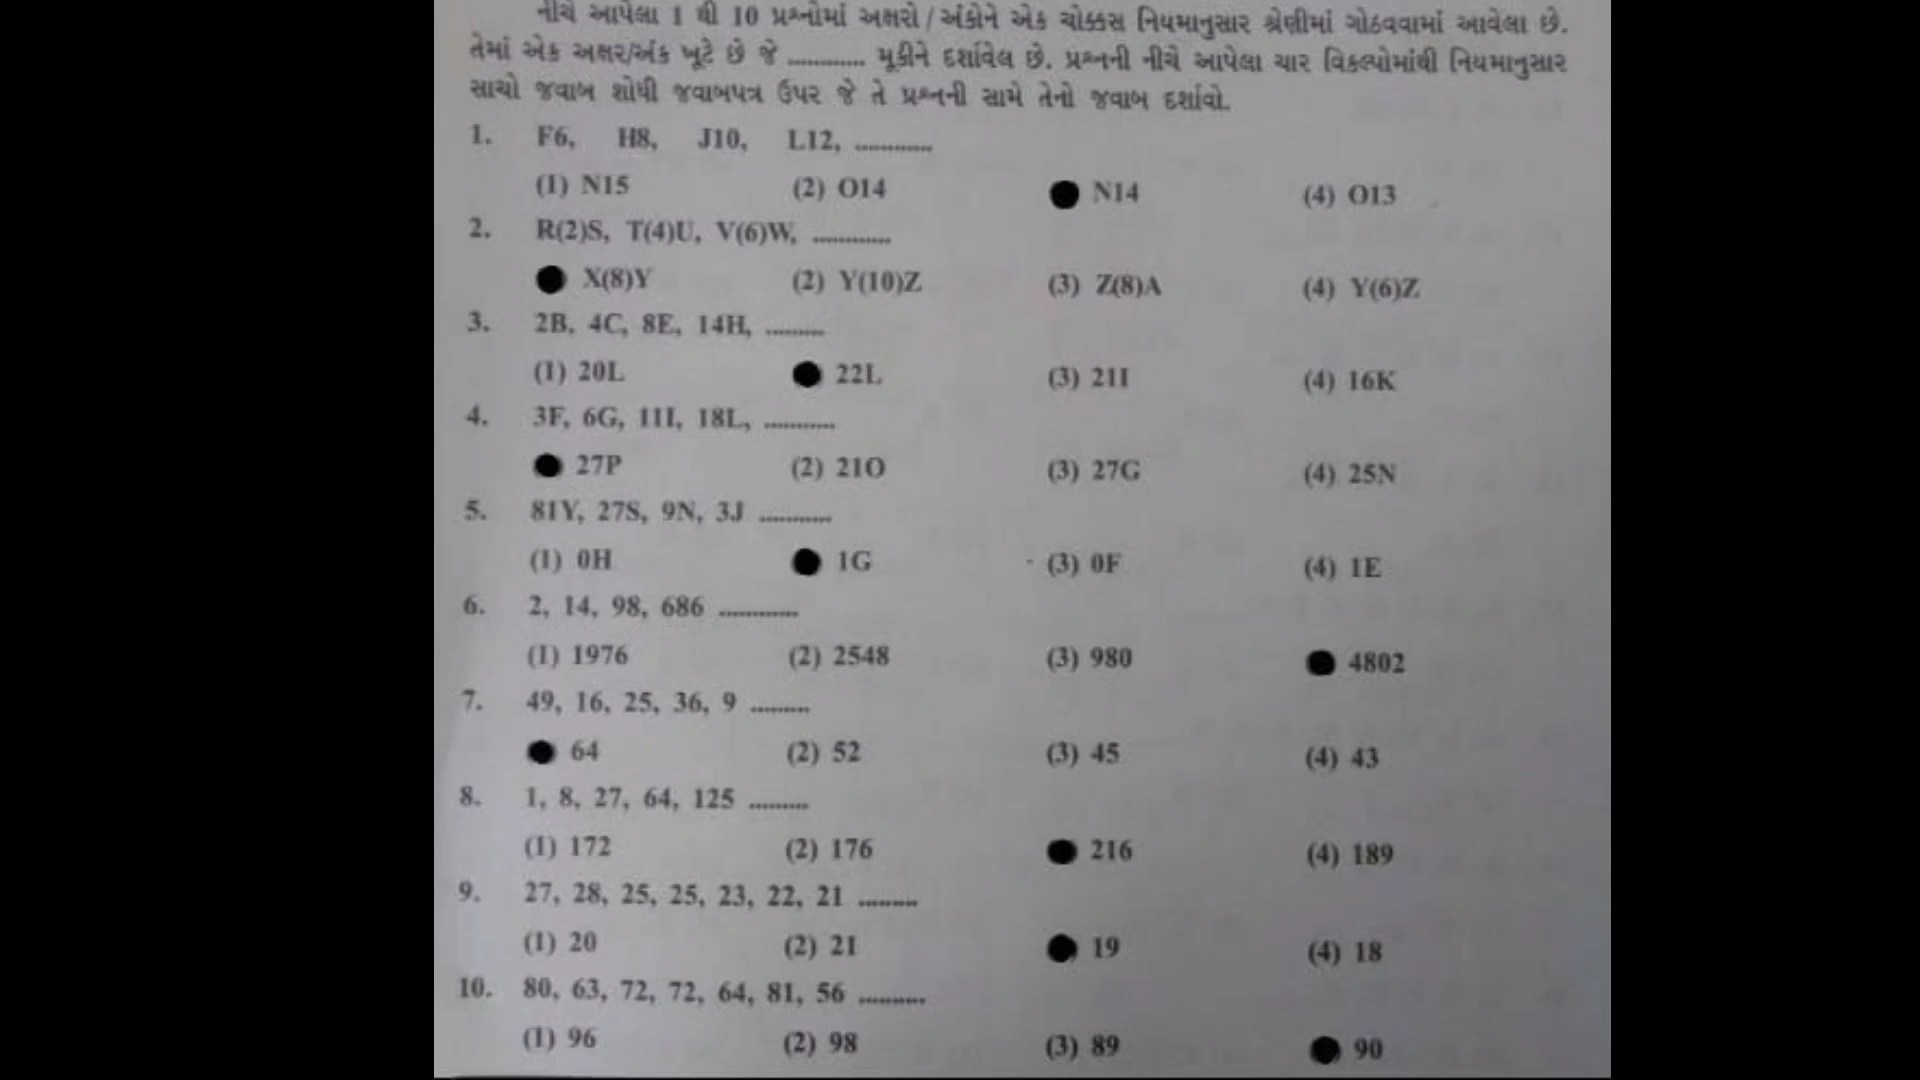 નીચે આપેલા 1 થી 10 પ્રશ્નોમાં અક્ષરો / અંકોને એક ચોક્કસ નિયમાનુસાર શ્રેણીમાં ગોઠવવામાં આવેલા છે.
તેમાં એક અક્ષર/અંક ખૂટે છે જે ............ મૂકીને દર્શાવેલ છે. પ્રશ્નની નીચે આપેલા ચાર વિકલ્પોમાંથી નિયમાનુસાર
સાચો જવાબ શોધી જવાબપત્ર ઉપર જે તે પ્રશ્નની સામે તેનો જવાબ દર્શાવો.
1. F6, H8, J10, L12, ............
(1) N15 (2) O14 N14 (4) O13
2. R(2)S, T(4)U, V(6)W, ............
X(8)Y (2) Y(10)Z (3) Z(8)A (4) Y(6)Z
3. 2B, 4C, 8E, 14H, .........
(1) 20L 22L (3) 21I (4) 16K
4. 3F, 6G, 11I, 18L, ...........
27P (2) 21O (3) 27G (4) 25N
5. 81Y, 27S, 9N, 3J ...........
(1) 0H 1G (3) 0F (4) 1E
6. 2, 14, 98, 686 ............
(1) 1976 (2) 2548 (3) 980 4802
7. 49, 16, 25, 36, 9 .........
64 (2) 52 (3) 45 (4) 43
8. 1, 8, 27, 64, 125 .........
(1) 172 (2) 176 216 (4) 189
9. 27, 28, 25, 25, 23, 22, 21 .........
(1) 20 (2) 21 19 (4) 18
10. 80, 63, 72, 72, 64, 81, 56 ..........
(1) 96 (2) 98 (3) 89 90